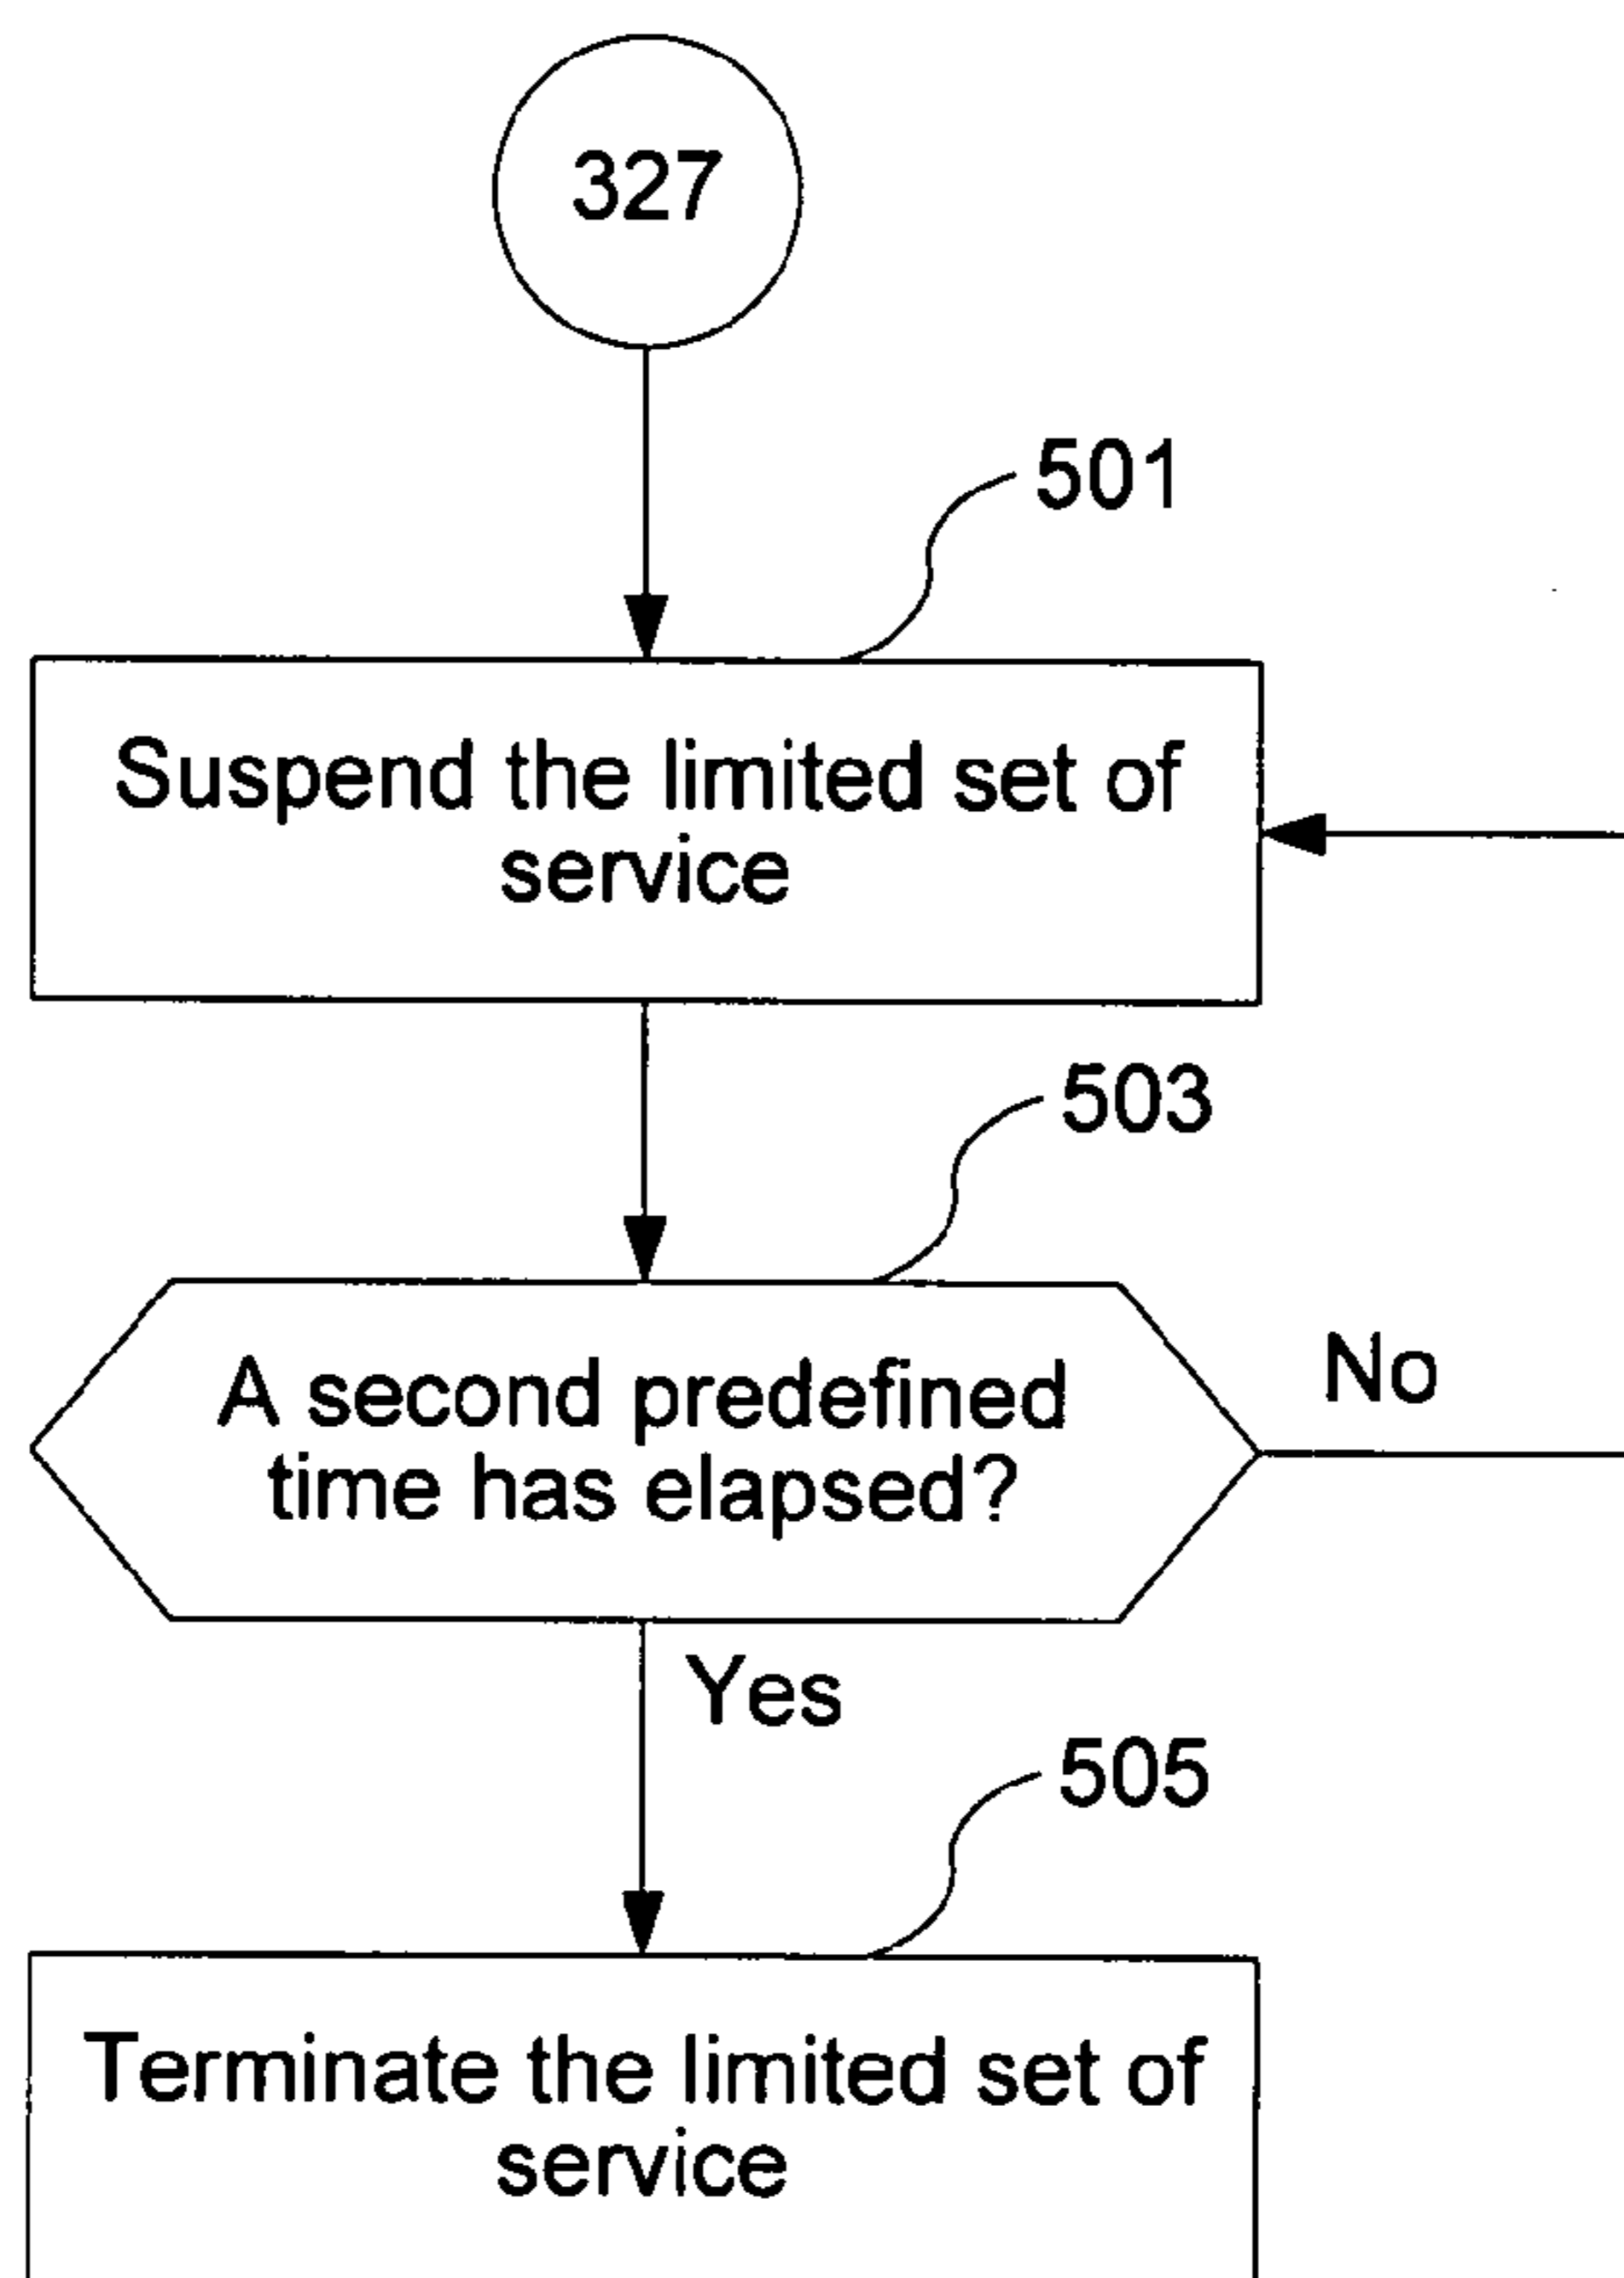 327
501
Suspend the limited set of
service
503
A second predefined
time has elapsed?
No
Yes
505
Terminate the limited set of
service